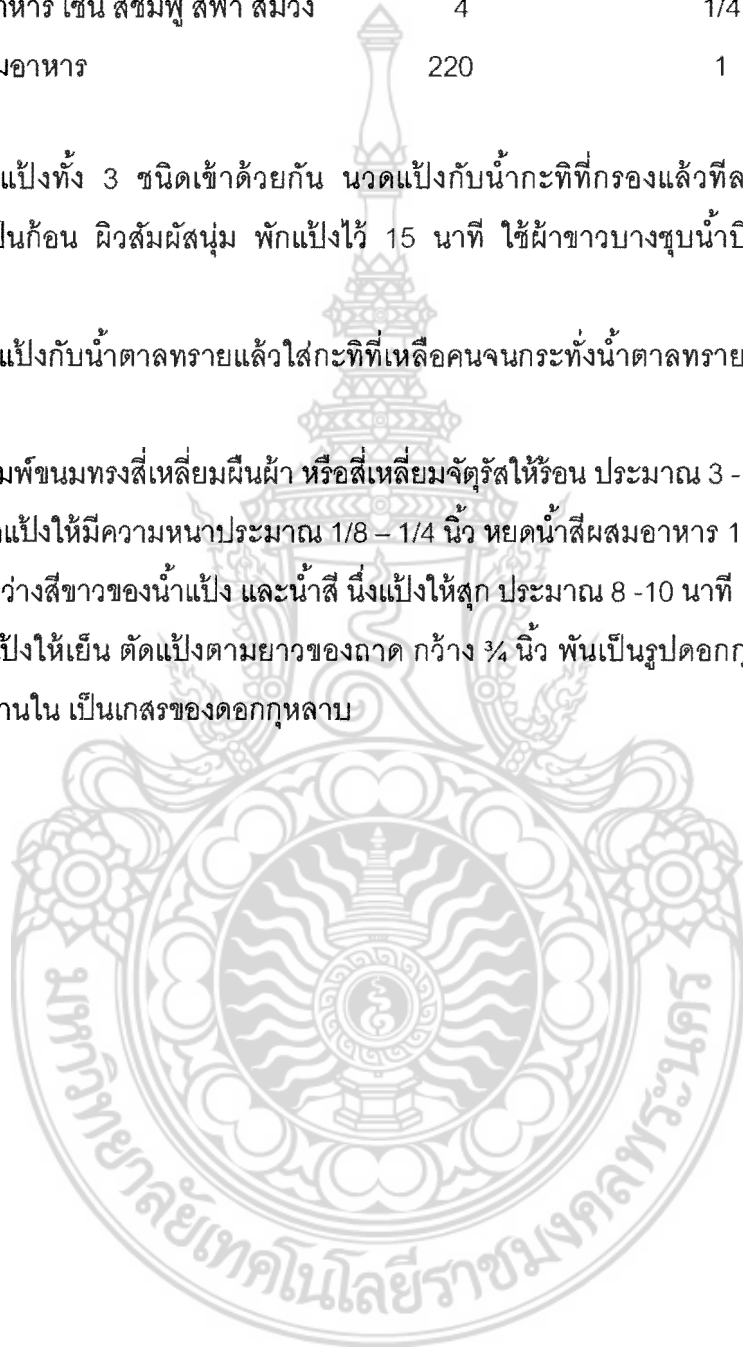 าหาร เช่น สีชมพู สีฟ้า สีม่วง 4 1/4
มอาหาร 220 1
แป้งทั้ง 3 ชนิดเข้าด้วยกัน นวดแป้งกับน้ำกะทิที่กรองแล้วทีล
ป็นก้อน ผิวสัมผัสนุ่ม พักแป้งไว้ 15 นาที ใช้ผ้าขาวบางชุบน้ำบิ
แป้งกับน้ำตาลทรายแล้วใส่กะทิที่เหลือคนจนกระทั่งน้ำตาลทราย
มพ์ขนมทรงสี่เหลี่ยมผืนผ้า หรือสี่เหลี่ยมจัตุรัสให้ร้อน ประมาณ 3 -
แป้งให้มีความหนาประมาณ 1/8 – 1/4 นิ้ว หยดน้ำสีผสมอาหาร 1
ว่างสีขาวของน้ำแป้ง และน้ำสี นึ่งแป้งให้สุก ประมาณ 8 -10 นาที
ป้งให้เย็น ตัดแป้งตามยาวของถาด กว้าง ¾ นิ้ว พันเป็นรูปดอกกุ
านใน เป็นเกสรของดอกกุหลาบ
มหาวิทยาลัยเทคโนโลยีราชมงคลพระนคร